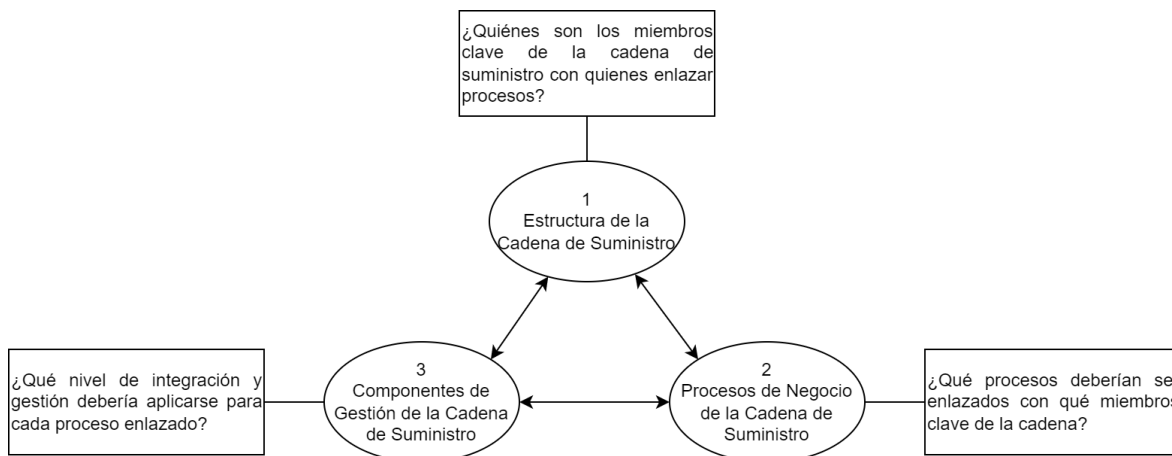 ¿Quiénes son los miembros
clave de la cadena de
suministro con quienes enlazar
procesos?
1
Estructura de la
Cadena de Suministro
3
Componentes de
Gestión de la Cadena
de Suministro
2
Procesos de Negocio
de la Cadena de
Suministro
¿Qué nivel de integración y
gestión debería aplicarse para
cada proceso enlazado?
¿Qué procesos deberían se
enlazados con qué miembros
clave de la cadena?